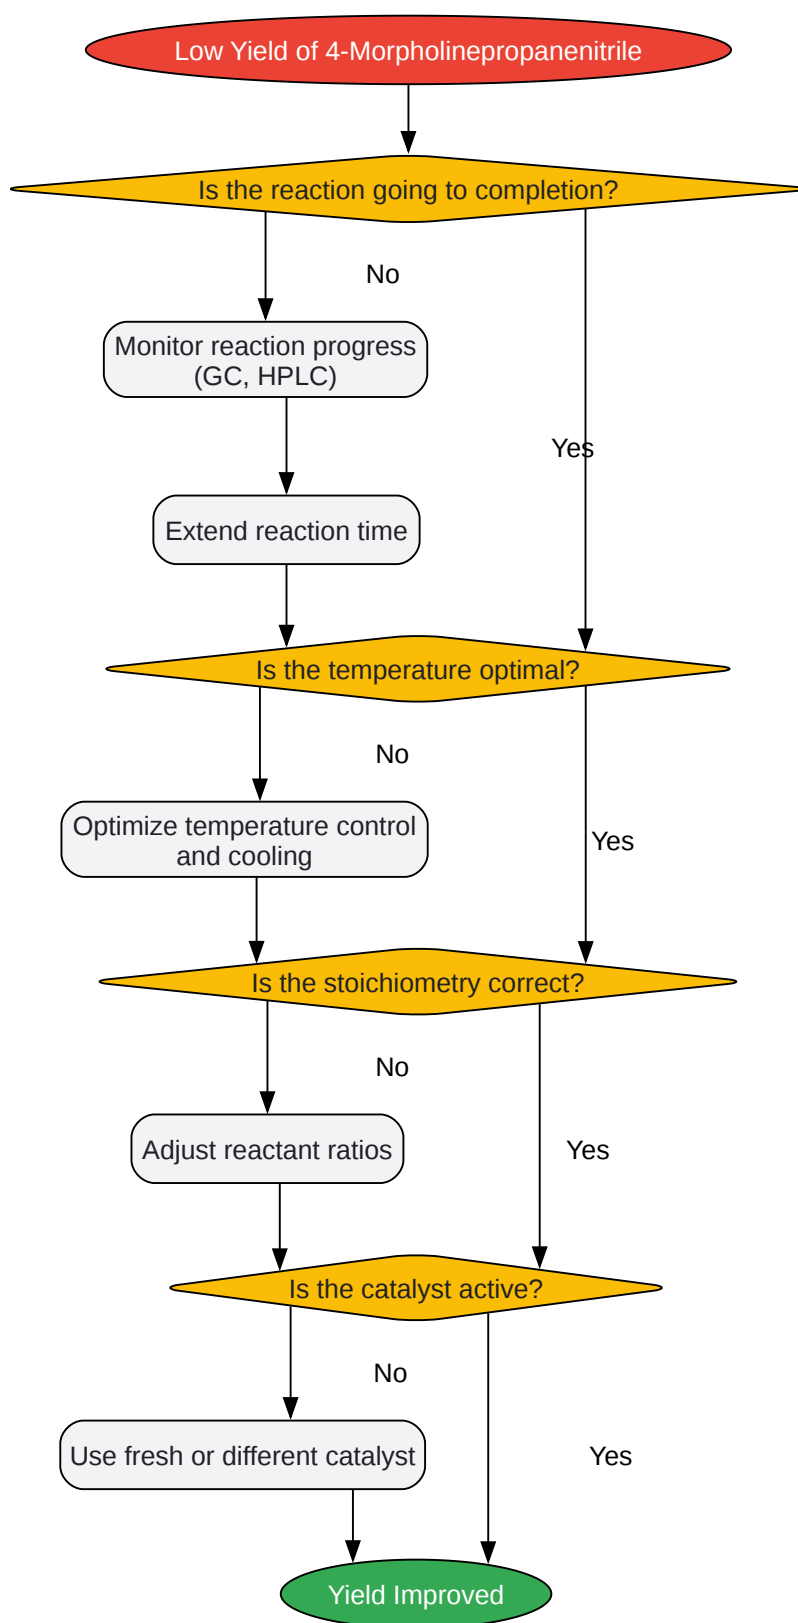 Low Yield of 4-Morpholinepropanenitrile
Is the reaction going to completion?
No
Monitor reaction progress
(GC, HPLC)
Yes
Extend reaction time
Is the temperature optimal?
No
Optimize temperature control
and cooling
Yes
Is the stoichiometry correct?
No
Adjust reactant ratios
Yes
Is the catalyst active?
No
Use fresh or different catalyst
Yes
Yield Improved